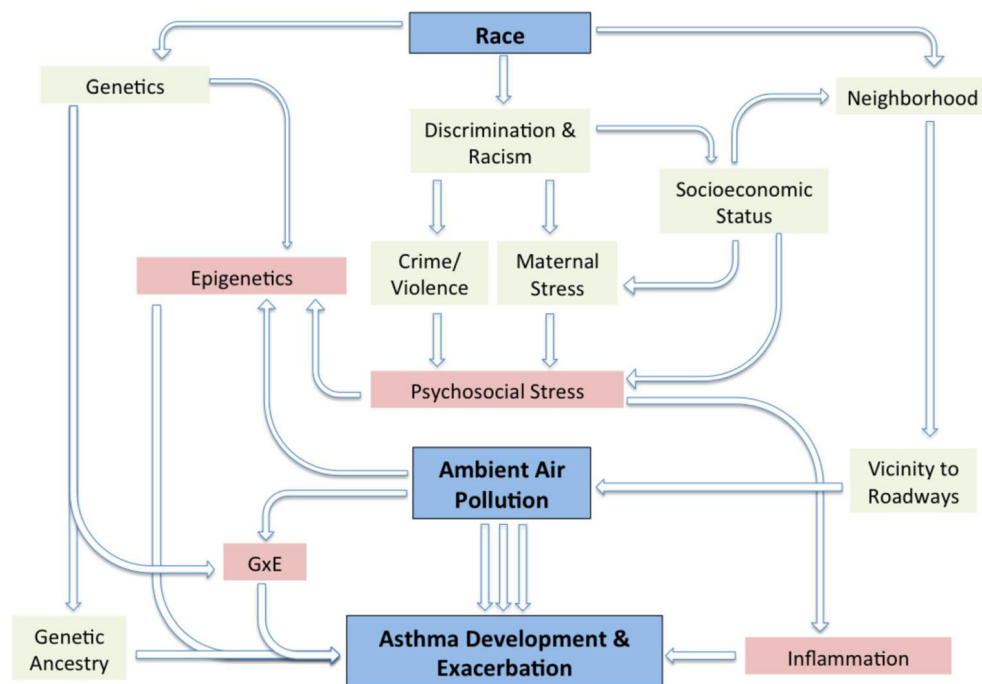 Race
Genetics
Neighborhood
Discrimination &
Racism
Socioeconomic
Status
Epigenetics
Crime/
Violence
Maternal
Stress
Psychosocial Stress
Ambient Air
Pollution
Vicinity to
Roadways
GxE
Genetic
Ancestry
Asthma Development &
Exacerbation
Inflammation